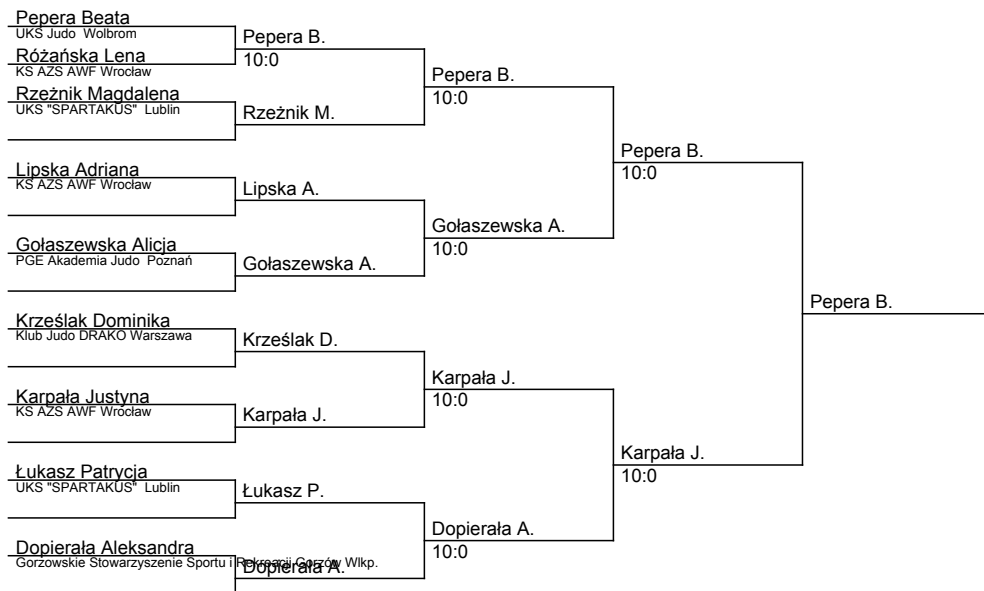 Pepera Beata
UKS Judo Wolbrom
Różańska Lena
KS AZS AWF Wrocław
Rzeźnik Magdalena
UKS "SPARTAKUS" Lublin
Lipska Adriana
KS AZS AWF Wrocław
Gołaszewska Alicja
PGE Akademia Judo Poznań
Krześlak Dominika
Klub Judo DRAKO Warszawa
Karpała Justyna
KS AZS AWF Wrocław
Łukasz Patrycja
UKS "SPARTAKUS" Lublin
Dopierała Aleksandra
Gorzowskie Stowarzyszenie Sportu i Rekreacji Gorzów Wlkp.
Pepera B.
10:0
Rzeźnik M.
Lipska A.
Gołaszewska A.
Krześlak D.
Karpała J.
Łukasz P.
Dopierała A.
Pepera B.
10:0
Gołaszewska A.
10:0
Karpała J.
10:0
Dopierała A.
10:0
Pepera B.
10:0
Karpała J.
10:0
Pepera B.